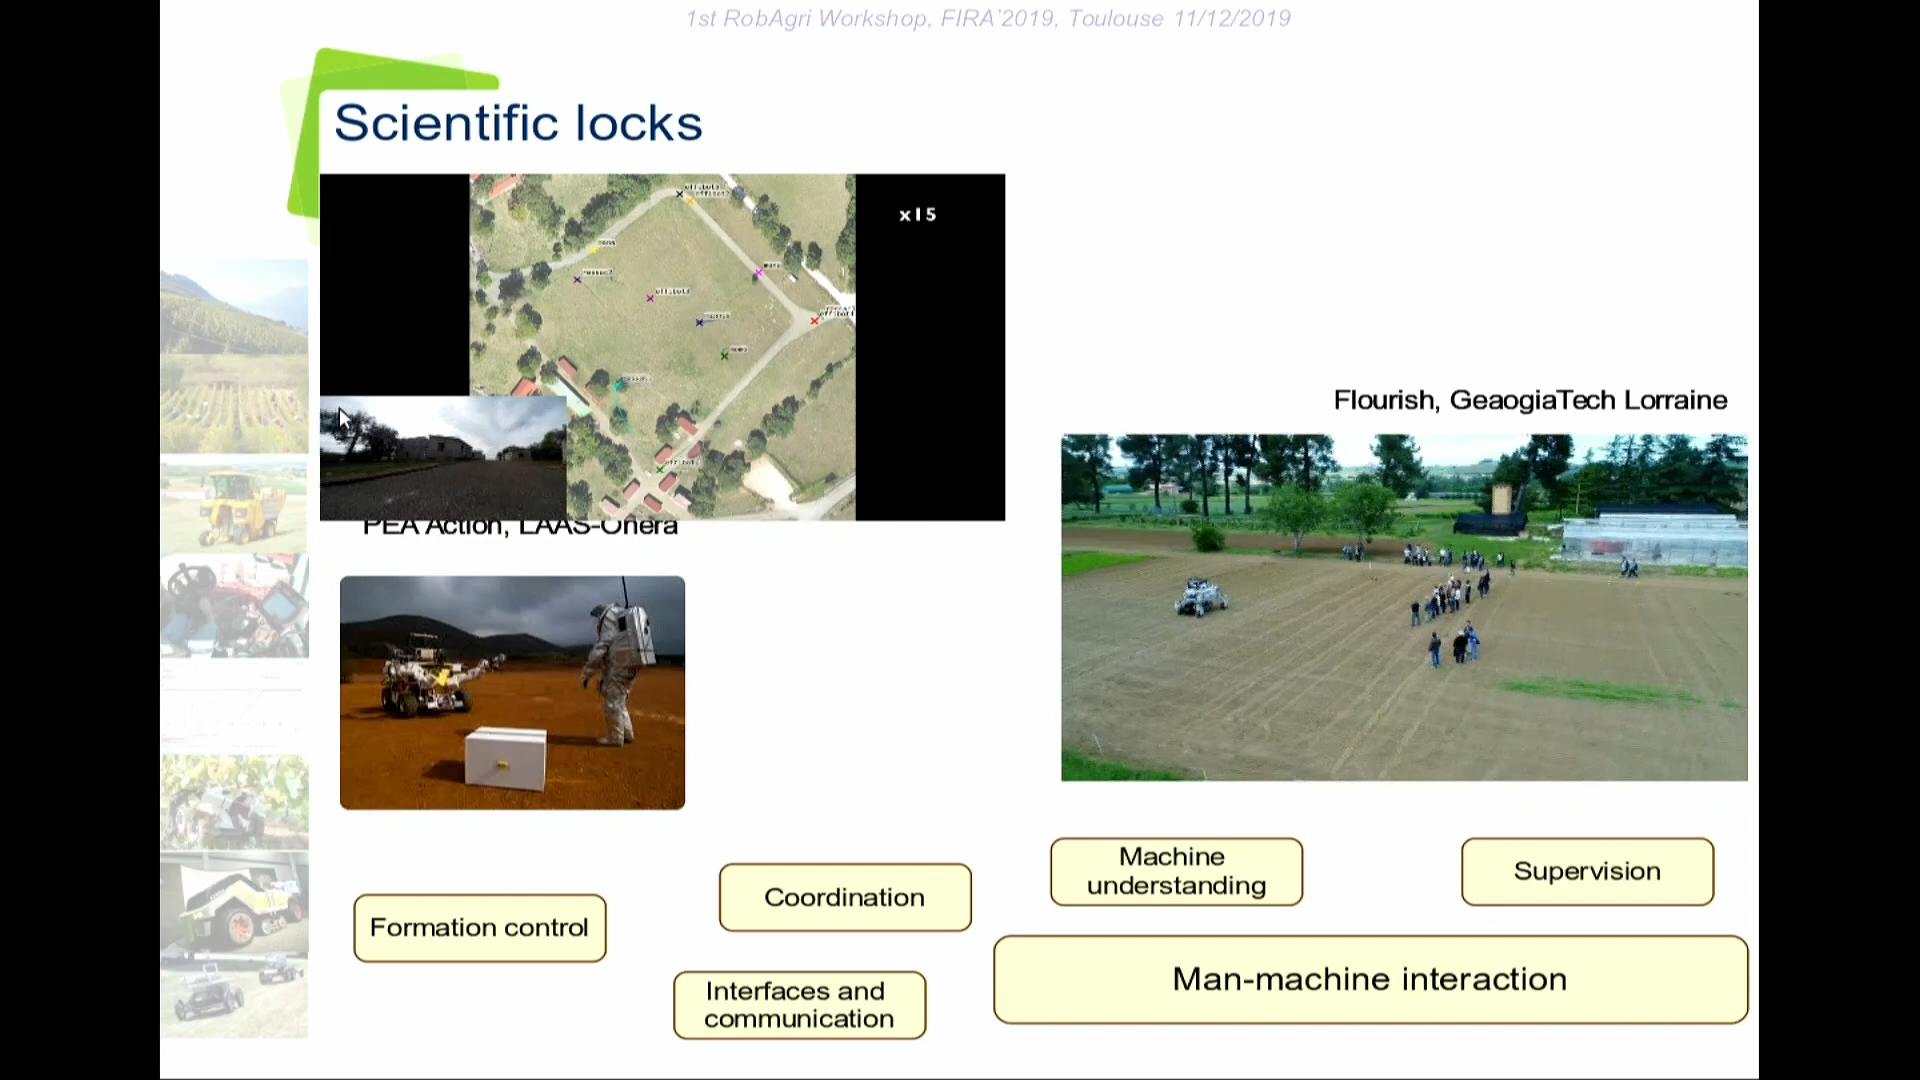 1st RobAgri Workshop, FIRA'2019, Toulouse 11/12/2019
Scientific locks
x15
Flourish, GeaogiaTech Lorraine
PEA Action, LAAS-Onera
Machine
understanding
Supervision
Coordination
Formation control
Man-machine interaction
Interfaces and
communication